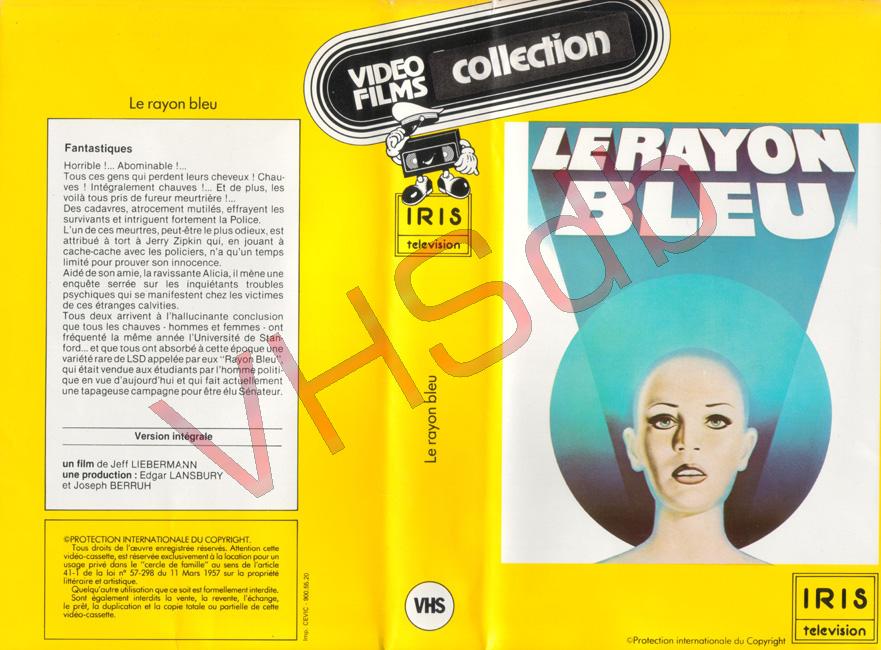 Le rayon bleu
Fantastiques
Horrible !... Abominable !...
Tous ces gens qui perdent leurs cheveux ! Chau-
ves ! Intégralement chauves !... Et de plus, les
voilà tous pris de fureur meurtrière !...
Des cadavres, atrocement mutilés, effrayent les
survivants et intriguent fortement la Police.
L'un de ces meurtres, peut-être le plus odieux, est
attribué à tort à Jerry Zipkin qui, en jouant à
cache-cache avec les policiers, n'a qu'un temps
limité pour prouver son innocence.
Aidé de son amie, la ravissante Alicia, il mène une
enquête serrée sur les inquiétants troubles
psychiques qui se manifestent chez les victimes
de ces étranges calvities.
Tous deux arrivent à l'hallucinante conclusion
que tous les chauves - hommes et femmes - ont
fréquenté la même année l'Université de Stan-
ford... et que tous ont absorbé à cette époque une
variété rare de LSD appelée par eux "Rayon Bleu",
qui était vendue aux étudiants par l'homme politi-
que en vue d'aujourd'hui et qui fait actuellement
une tapageuse campagne pour être élu Sénateur.
Version intégrale
un film de Jeff LIEBERMANN
une production : Edgar LANSBURY
et Joseph BERRUH
©PROTECTION INTERNATIONALE DU COPYRIGHT.
Tous droits de l'œuvre enregistrée réservés. Attention cette
vidéo-cassette, est réservée exclusivement à la location pour un
usage privé dans le "cercle de famille" au sens de l'article
41-1 de la loi n° 57-298 du 11 Mars 1957 sur la propriété
littéraire et artistique.
Quelqu'autre utilisation que ce soit est formellement interdite.
Sont également interdits la vente, la revente, l'échange,
le prêt, la duplication et la copie totale ou partielle de cette
vidéo-cassette.
Imp. CEVIC - 900.55.20
VIDEO
FILMS
collection
IRIS
television
Le rayon bleu
VHS
LE RAYON
BLEU
IRIS
television
©Protection internationale du Copyright
VHSdb